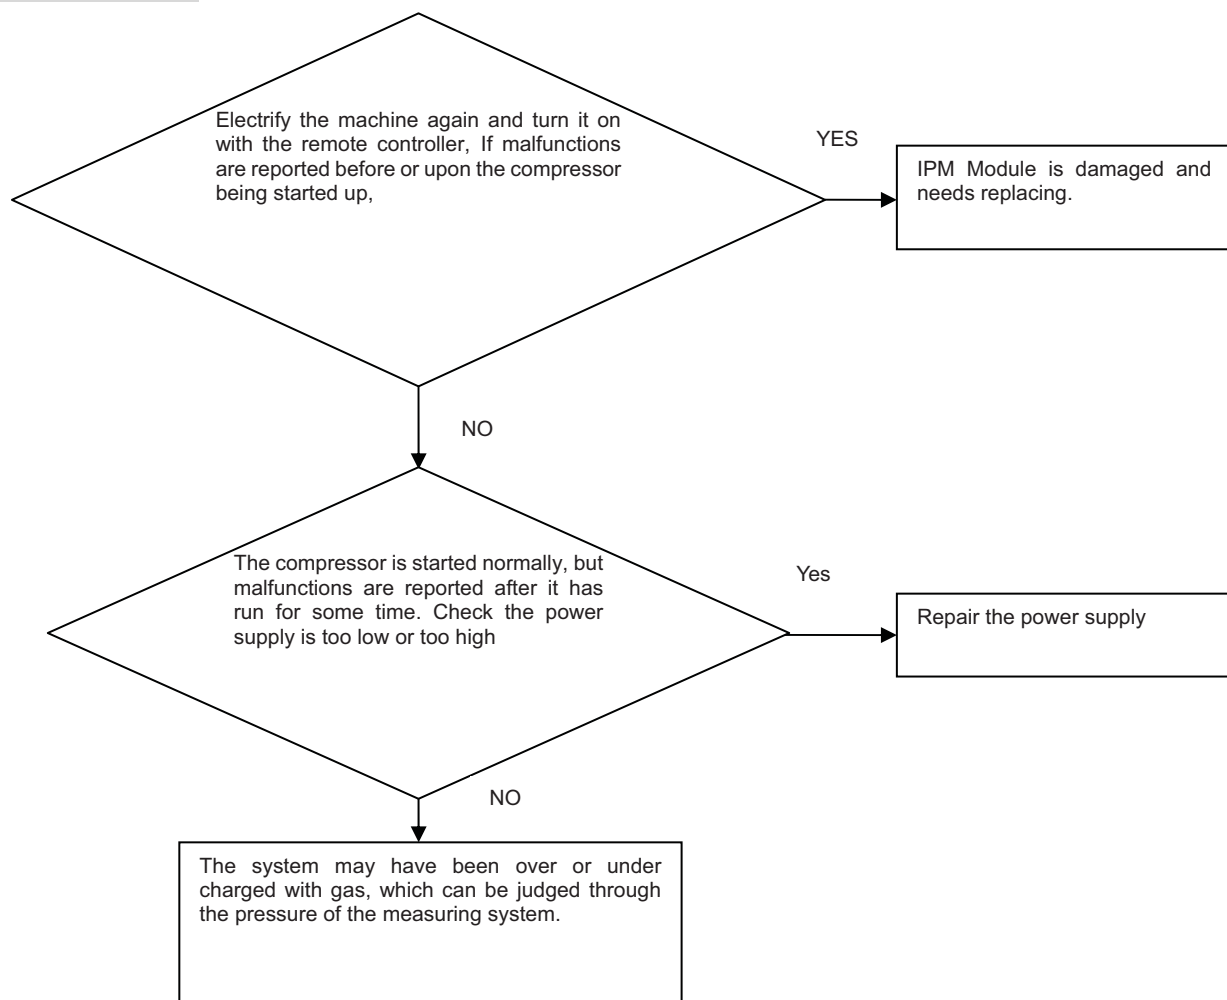 Electrify the machine again and turn it on
with the remote controller, If malfunctions
are reported before or upon the compressor
being started up,
YES
IPM Module is damaged and
needs replacing.
NO
The compressor is started normally, but
malfunctions are reported after it has
run for some time. Check the power
supply is too low or too high
Yes
Repair the power supply
NO
The system may have been over or under
charged with gas, which can be judged through
the pressure of the measuring system.